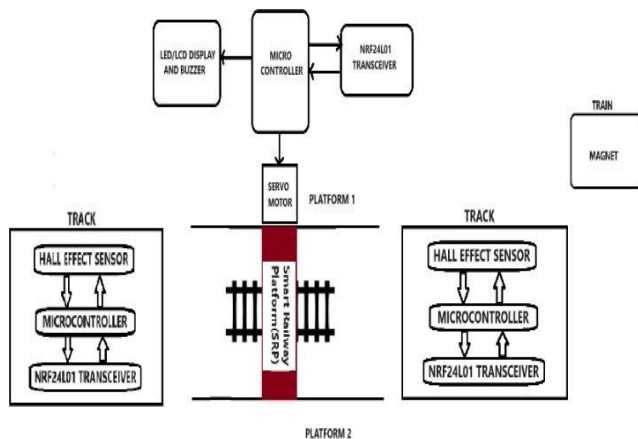 LED/LCD DISPLAY
AND BUZZER
MICRO
CONTROLLER
NRF24L01
TRANSCEIVER
TRAIN
MAGNET
SERVO
MOTOR
PLATFORM 1
TRACK
HALL EFFECT SENSOR
MICROCONTROLLER
NRF24L01 TRANSCEIVER
Smart Railway
Platform(SRP)
TRACK
HALL EFFECT SENSOR
MICROCONTROLLER
NRF24L01 TRANSCEIVER
PLATFORM 2